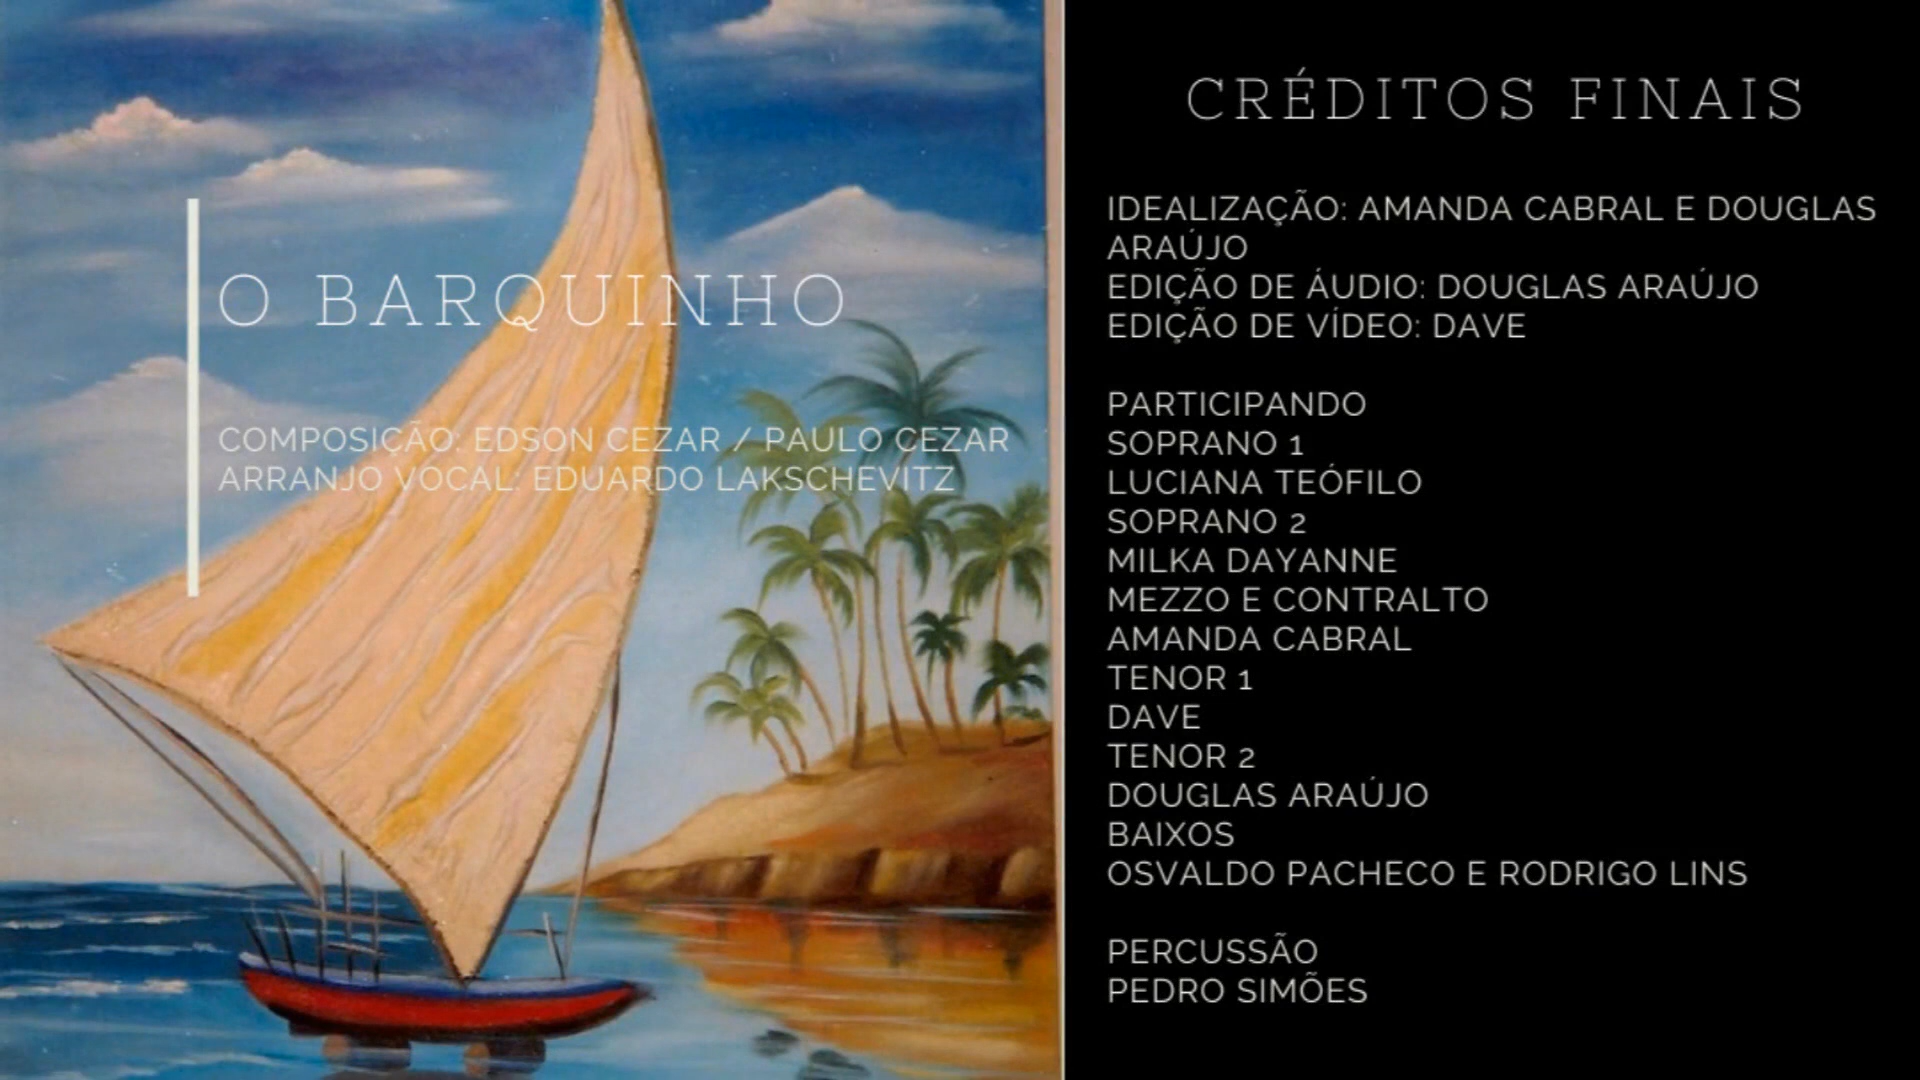 O BARQUINHO
COMPOSIÇÃO: EDSON CEZAR / PAULO CEZAR
ARRANJO VOCAL: EDUARDO LAKSCHEVITZ
CRÉDITOS FINAIS
IDEALIZAÇÃO: AMANDA CABRAL E DOUGLAS
ARAÚJO
EDIÇÃO DE ÁUDIO: DOUGLAS ARAÚJO
EDIÇÃO DE VÍDEO: DAVE
PARTICIPANDO
SOPRANO 1
LUCIANA TEÓFILO
SOPRANO 2
MILKA DAYANNE
MEZZO E CONTRALTO
AMANDA CABRAL
TENOR 1
DAVE
TENOR 2
DOUGLAS ARAÚJO
BAIXOS
OSVALDO PACHECO E RODRIGO LINS
PERCUSSÃO
PEDRO SIMÕES